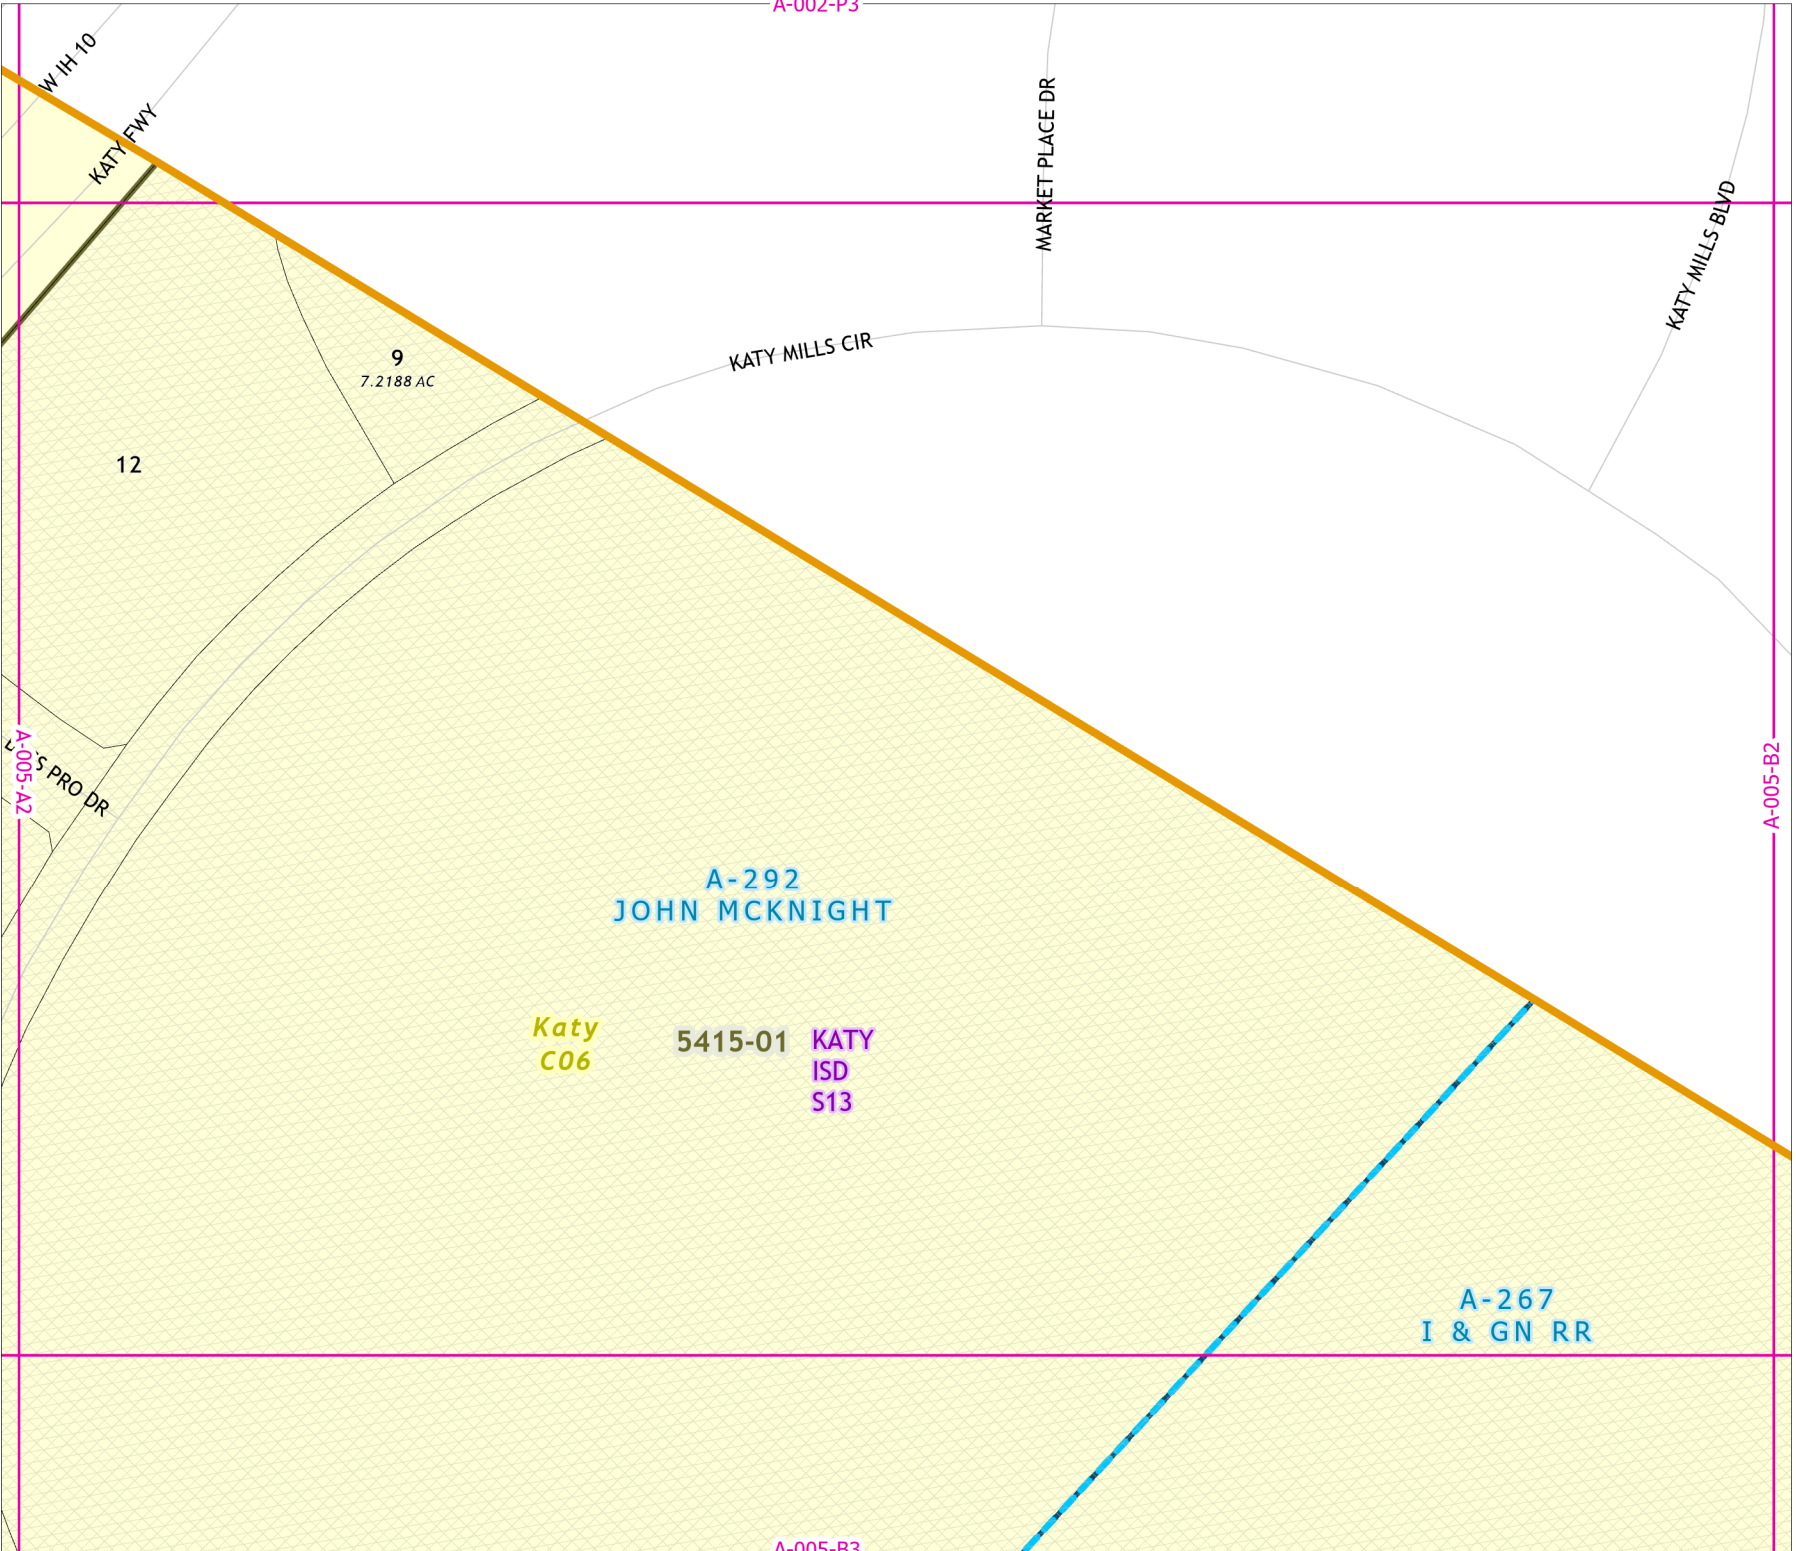 A-002-P3
W IH 10
KATY FWY
MARKET PLACE DR
KATY MILLS BLVD
KATY MILLS CIR
9
7.2188 AC
12
A-005-A2
PRO DR
A-005-B2
A-292
JOHN MCKNIGHT
Katy
C06
5415-01
KATY
ISD
S13
A-267
I & GN RR
A-005-B3